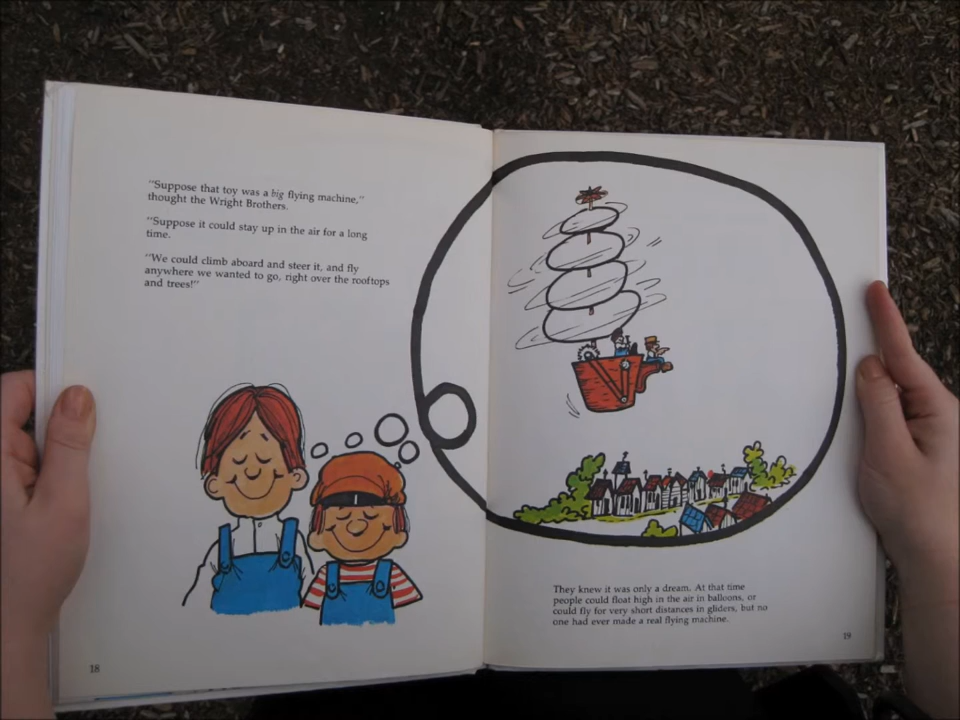 "Suppose that toy was a big flying machine,"
thought the Wright Brothers.
"Suppose it could stay up in the air for a long
time.
"We could climb aboard and steer it, and fly
anywhere we wanted to go, right over the rooftops
and trees!"
18
They knew it was only a dream. At that time
people could float high in the air in balloons, or
could fly for very short distances in gliders, but no
one had ever made a real flying machine.
19